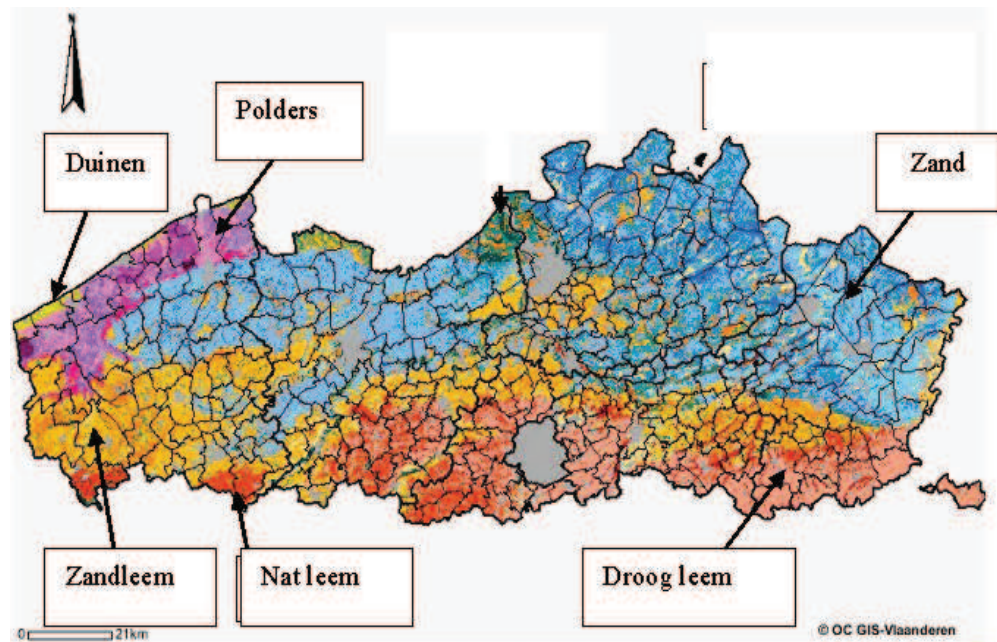 N
Polders
Duinen
Zand
Zandleem
Nat leem
Droog leem
0 21km
© OC GIS-Vlaanderen